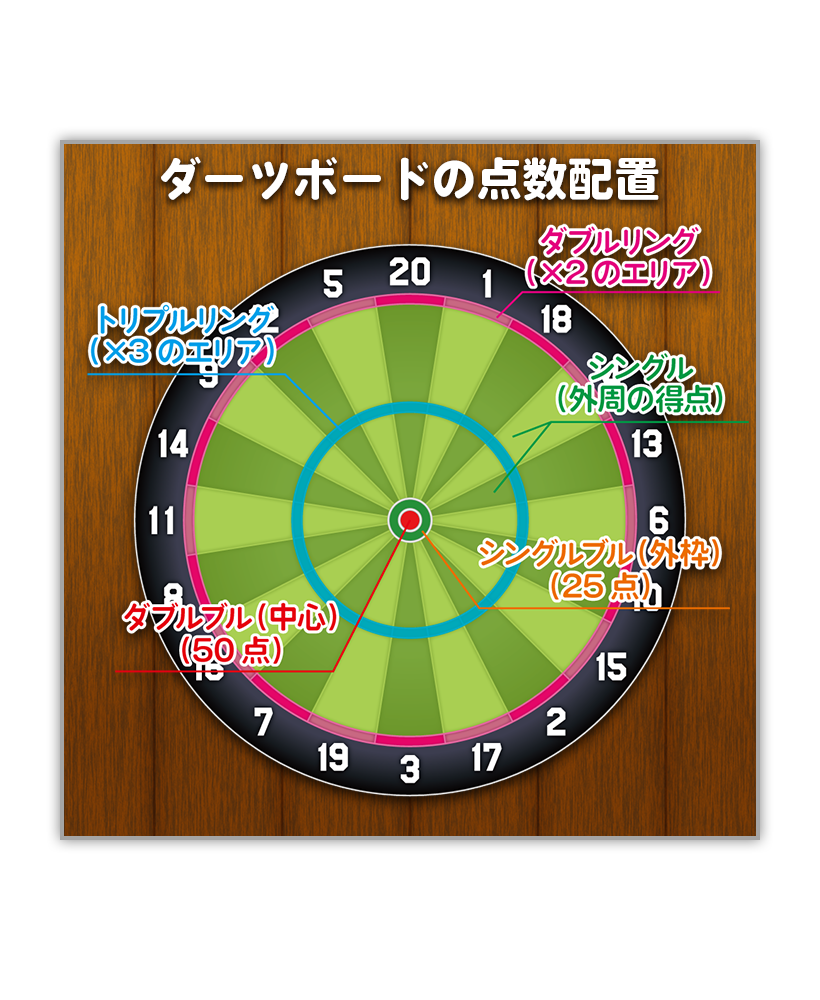 ダーツボードの点数配置
ダブルリング
(×2のエリア)
トリプルリング
(×3のエリア)
シングル
(外周の得点)
シングルブル(外枠)
(25点)
ダブルブル(中心)
(50点)
20
1
18
13
6
10
15
2
17
3
19
7
16
8
11
14
9
5